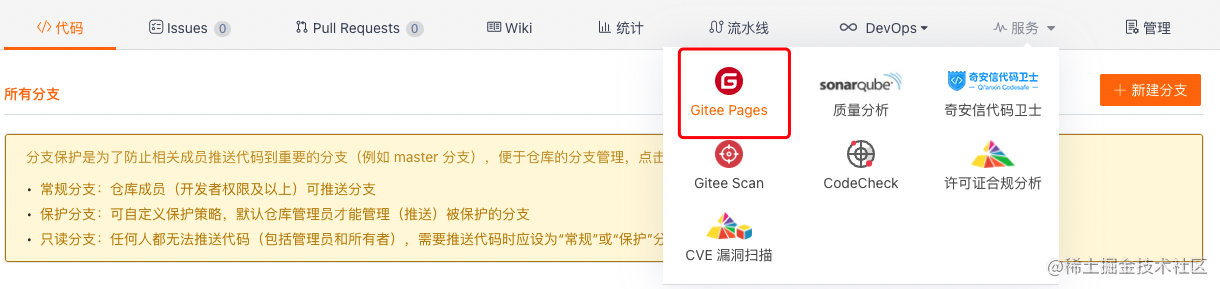 代码 Issues 0 Pull Requests 0 Wiki 统计 流水线 DevOps 服务 管理
所有分支
+ 新建分支
Gitee Pages
sonarqube
质量分析
奇安信代码卫士
Qi'anxin Codesafe
奇安信代码卫士
分支保护是为了防止相关成员推送代码到重要的分支（例如 master 分支），便于仓库的分支管理，点击
• 常规分支：仓库成员（开发者权限及以上）可推送分支
• 保护分支：可自定义保护策略，默认仓库管理员才能管理（推送）被保护的分支
• 只读分支：任何人都无法推送代码（包括管理员和所有者），需要推送代码时应设为“常规”或“保护”分
Gitee Scan
CodeCheck
许可证合规分析
CVE 漏洞扫描
@稀土掘金技术社区